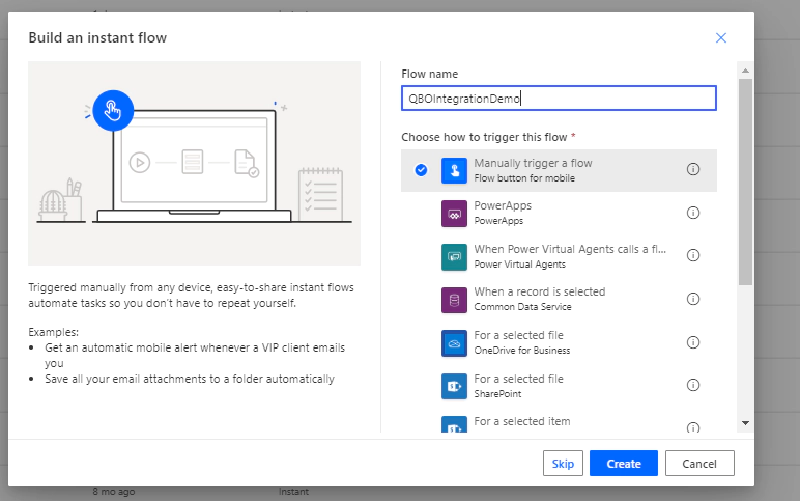 Build an instant flow
Flow name
QBOIntegrationDemo
Choose how to trigger this flow *
Manually trigger a flow
Flow button for mobile
PowerApps
PowerApps
When Power Virtual Agents calls a fl...
Power Virtual Agents
When a record is selected
Common Data Service
For a selected file
OneDrive for Business
For a selected file
SharePoint
For a selected item
Triggered manually from any device, easy-to-share instant flows
automate tasks so you don't have to repeat yourself.
Examples:
• Get an automatic mobile alert whenever a VIP client emails
you
• Save all your email attachments to a folder automatically
Skip
Create
Cancel
8 mo ago
Instant